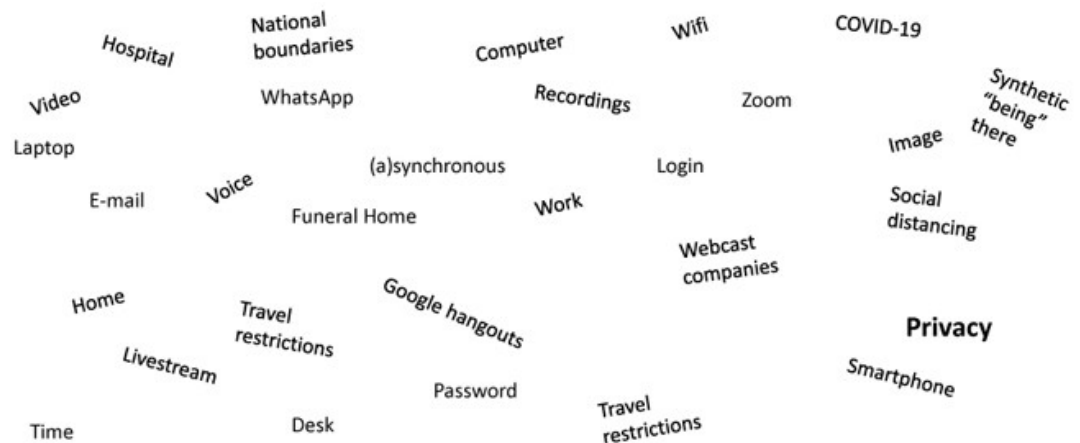 National
boundaries
Hospital
Computer
Wifi
COVID-19
Video
WhatsApp
Recordings
Zoom
Synthetic
“being”
there
Laptop
(a)synchronous
Login
Image
E-mail
Voice
Funeral Home
Work
Social
distancing
Webcast
companies
Home
Travel
restrictions
Google hangouts
Privacy
Livestream
Password
Smartphone
Time
Desk
Travel
restrictions